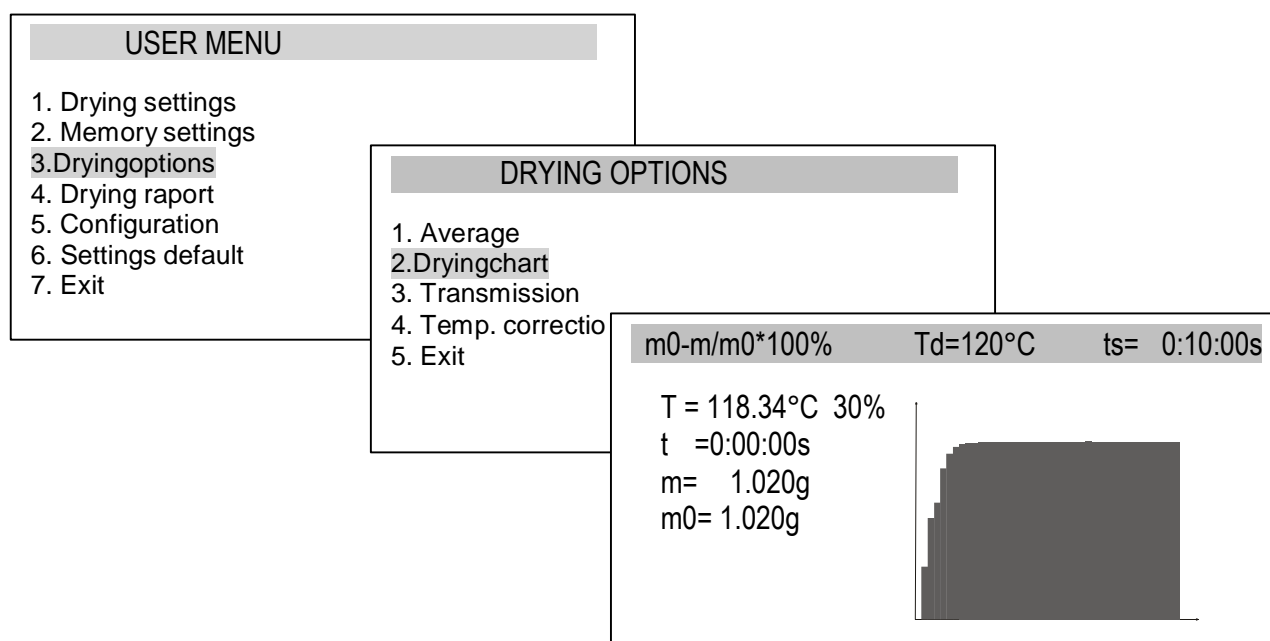 USER MENU
1. Drying settings
2. Memory settings
3.Dryingoptions
4. Drying raport
5. Configuration
6. Settings default
7. Exit
DRYING OPTIONS
1. Average
2.Dryingchart
3. Transmission
4. Temp. correctio
5. Exit
m0-m/m0*100% Td=120°C ts= 0:10:00s
T = 118.34°C 30%
t =0:00:00s
m= 1.020g
m0= 1.020g